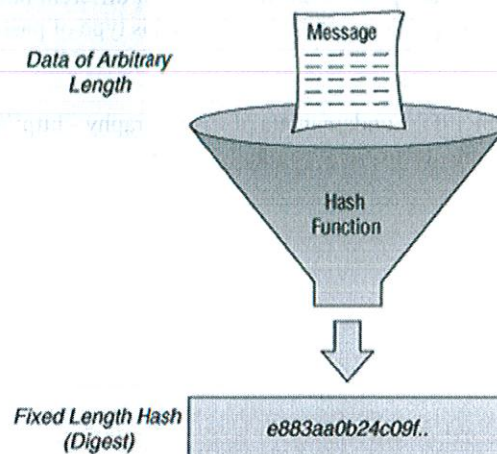 Message
Data of Arbitrary
Length
Hash
Function
Fixed Length Hash
(Digest)
e883aa0b24c09f..